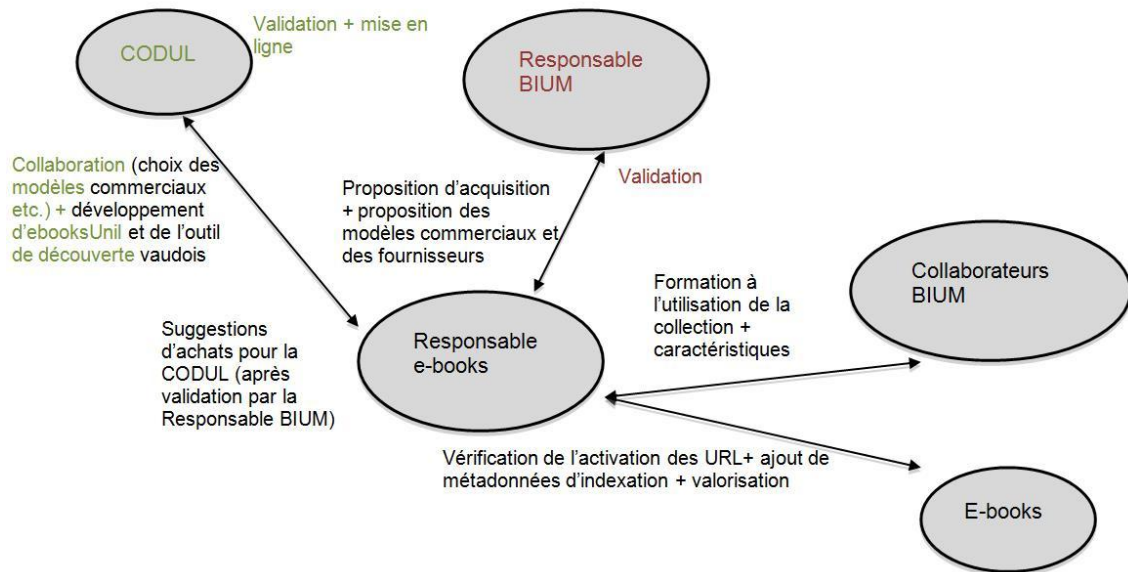 CODUL
Validation + mise en
ligne
Responsable
BIUM
Collaboration (choix des
modèles commerciaux
etc.) + développement
d'ebooksUnil et de l'outil
de découverte vaudois
Proposition d'acquisition
+ proposition des
modèles commerciaux et
des fournisseurs
Validation
Suggestions
d'achats pour la
CODUL (après
validation par la
Responsable BIUM)
Responsable
e-books
Formation à
l'utilisation de la
collection +
caractéristiques
Collaborateurs
BIUM
Vérification de l'activation des URL+ ajout de
métadonnées d'indexation + valorisation
E-books